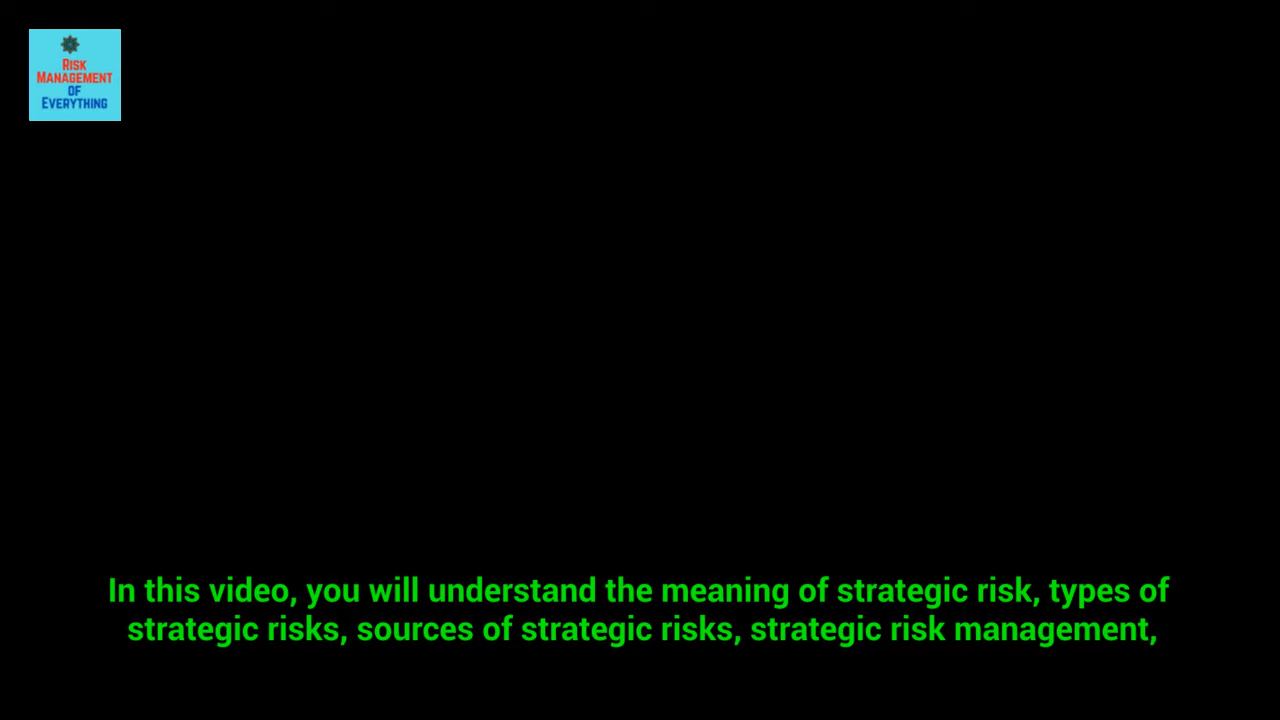 RISK
MANAGEMENT
OF
EVERYTHING
In this video, you will understand the meaning of strategic risk, types of
strategic risks, sources of strategic risks, strategic risk management,